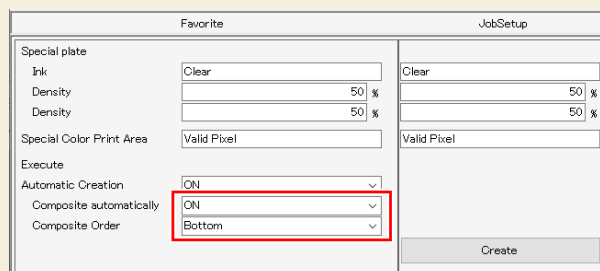 Favorite JobSetup
Special plate
Ink Clear Clear
Density 50 % 50 %
Density 50 % 50 %
Special Color Print Area Valid Pixel Valid Pixel
Execute
Automatic Creation ON
Composite automatically ON
Composite Order Bottom
Create